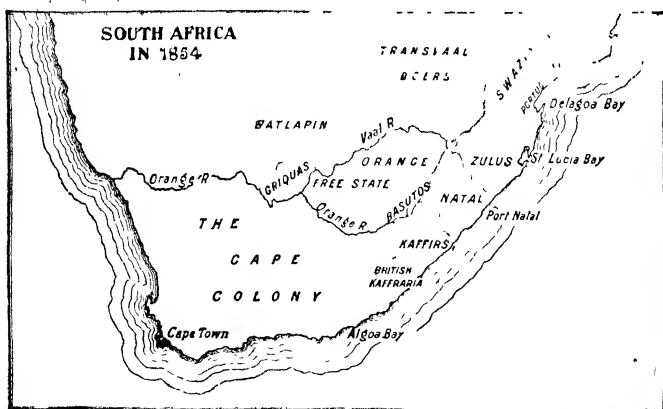 SOUTH AFRICA
IN 1854
TRANSVAAL
BOERS
SWAZI
PORTUG
Delagoa Bay
BATLAPIN
Vaal R
ORANGE
FREE STATE
ZULUS
St Lucia Bay
Orange R
GRIQUAS
Orange R
BASUTOS
NATAL
Port Natal
THE
CAPE
COLONY
KAFFIRS
BRITISH
KAFFRARIA
Cape Town
Algoa Bay